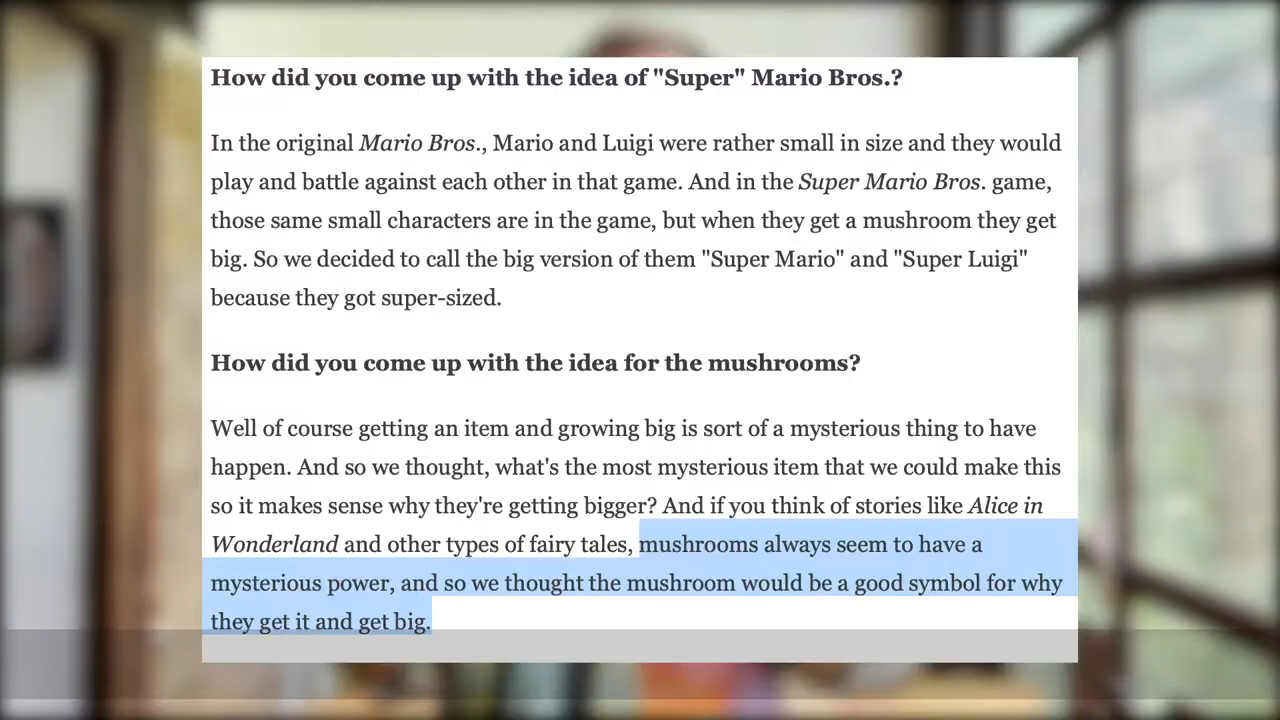 How did you come up with the idea of "Super" Mario Bros.?
In the original Mario Bros., Mario and Luigi were rather small in size and they would
play and battle against each other in that game. And in the Super Mario Bros. game,
those same small characters are in the game, but when they get a mushroom they get
big. So we decided to call the big version of them "Super Mario" and "Super Luigi"
because they got super-sized.
How did you come up with the idea for the mushrooms?
Well of course getting an item and growing big is sort of a mysterious thing to have
happen. And so we thought, what's the most mysterious item that we could make this
so it makes sense why they're getting bigger? And if you think of stories like Alice in
Wonderland and other types of fairy tales, mushrooms always seem to have a
mysterious power, and so we thought the mushroom would be a good symbol for why
they get it and get big.